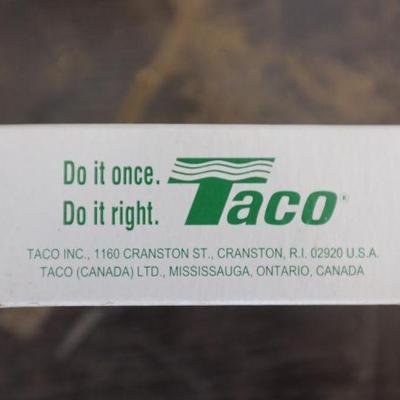 Do it once.
Do it right.
Taco®
TACO INC., 1160 CRANSTON ST., CRANSTON, R.I. 02920 U.S.A.
TACO (CANADA) LTD., MISSISSAUGA, ONTARIO, CANADA